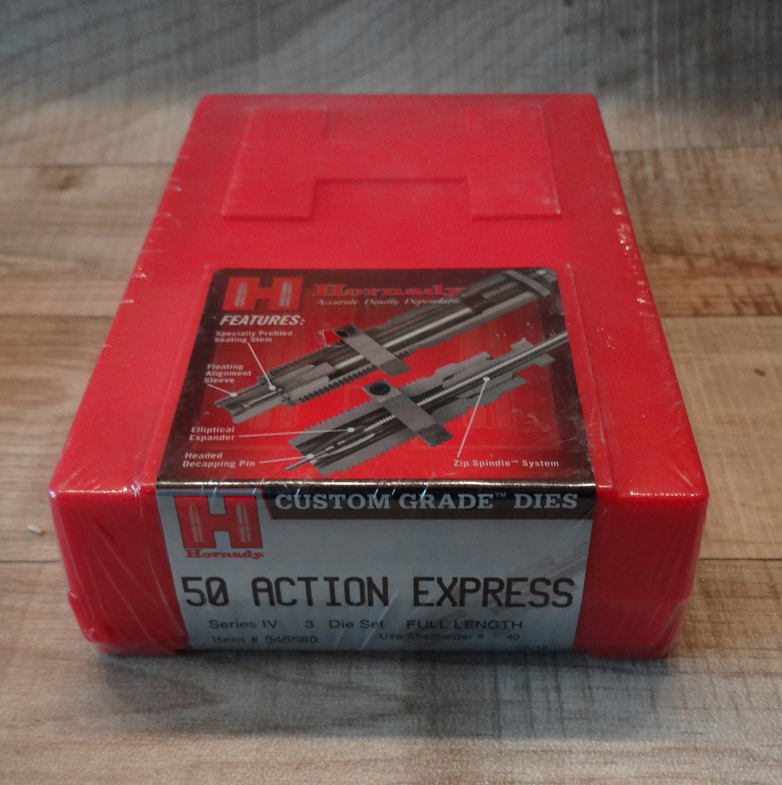 H Hornady
Accurate. Deadly. Dependable.
FEATURES:
Specially Profiled
Seating Stem
Floating
Alignment
Sleeve
Elliptical
Expander
Headed
Decapping Pin
Zip Spindle™ System
CUSTOM GRADE™ DIES
H
Hornady
50 ACTION EXPRESS
Series IV 3 Die Set FULL LENGTH
Item # 546580 Use Shellholder # 40